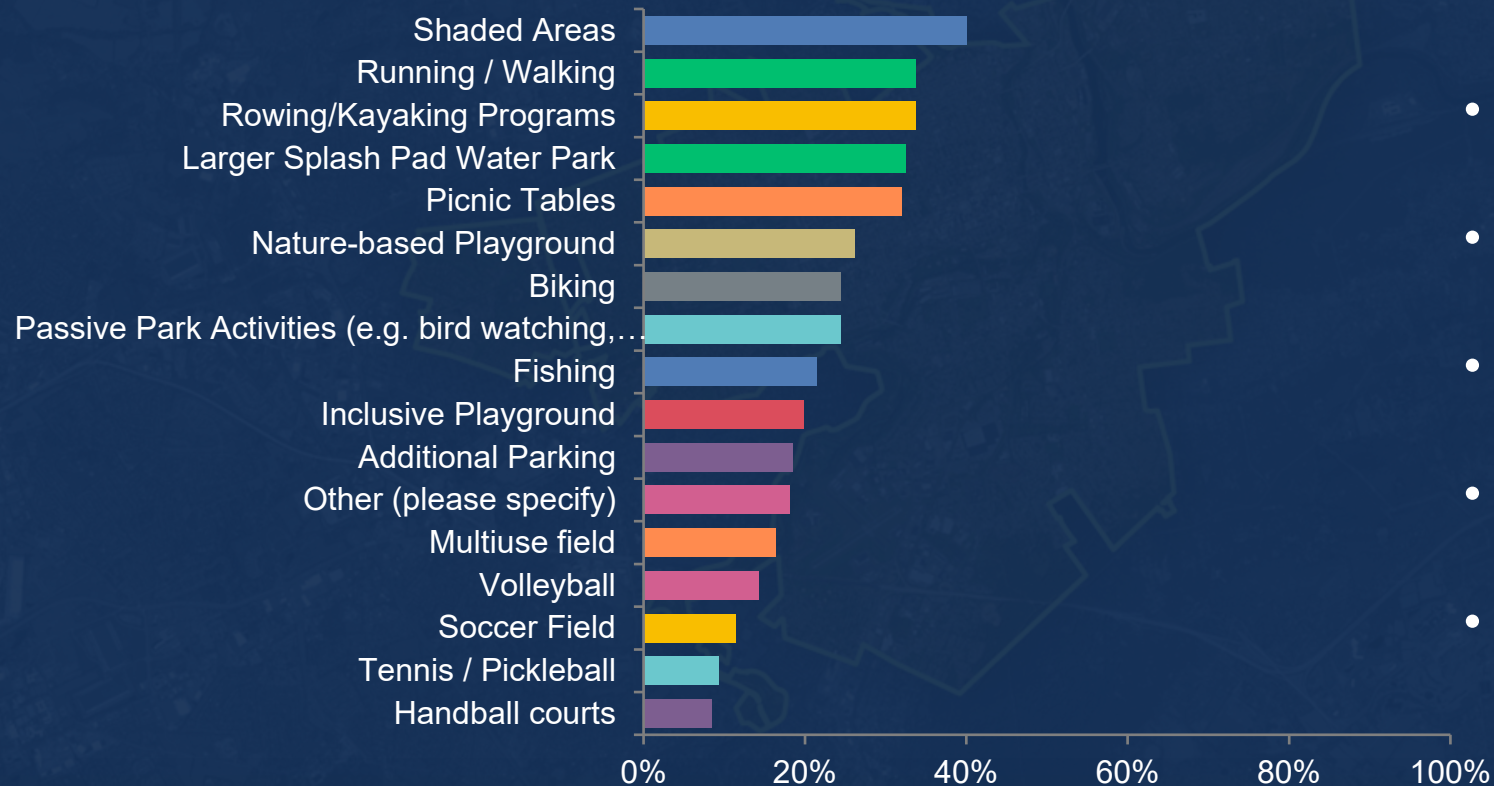 Shaded Areas
Running / Walking
Rowing/Kayaking Programs
Larger Splash Pad Water Park
Picnic Tables
Nature-based Playground
Biking
Passive Park Activities (e.g. bird watching,…
Fishing
Inclusive Playground
Additional Parking
Other (please specify)
Multiuse field
Volleyball
Soccer Field
Tennis / Pickleball
Handball courts
0% 20% 40% 60% 80% 100%